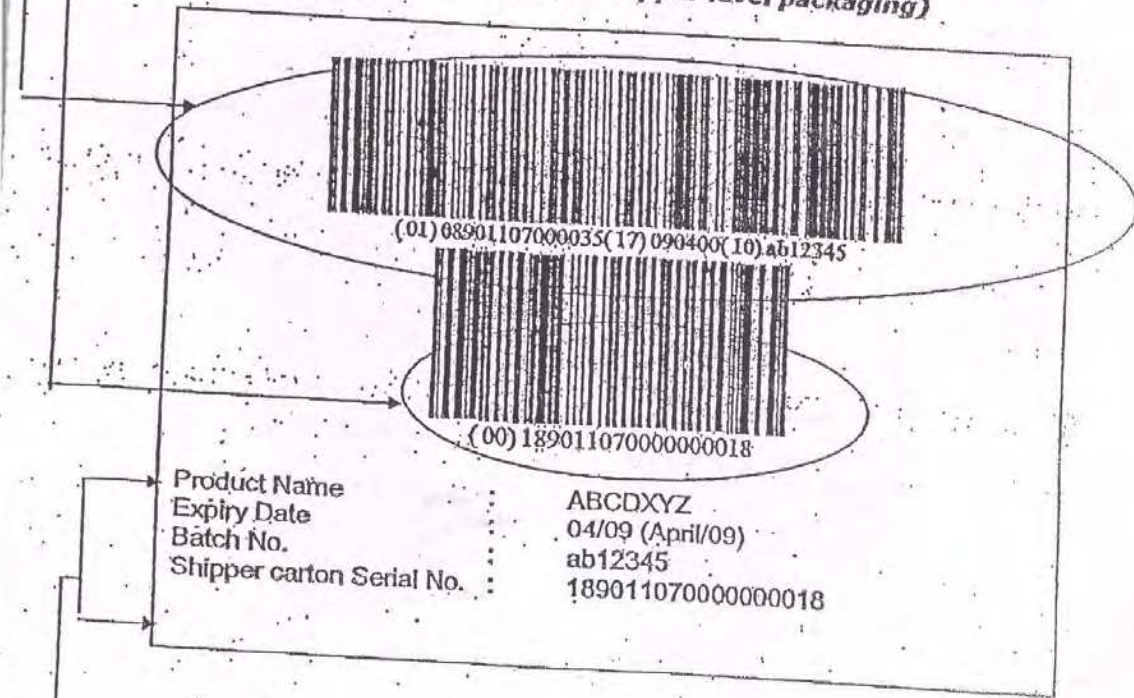 packaging)
(01)08901107000035(17)090400(10)ab12345
(00)189011070000000018
Product Name : ABCDXYZ
Expiry Date : 04/09 (April/09)
Batch No. : ab12345
Shipper carton Serial No. : 189011070000000018